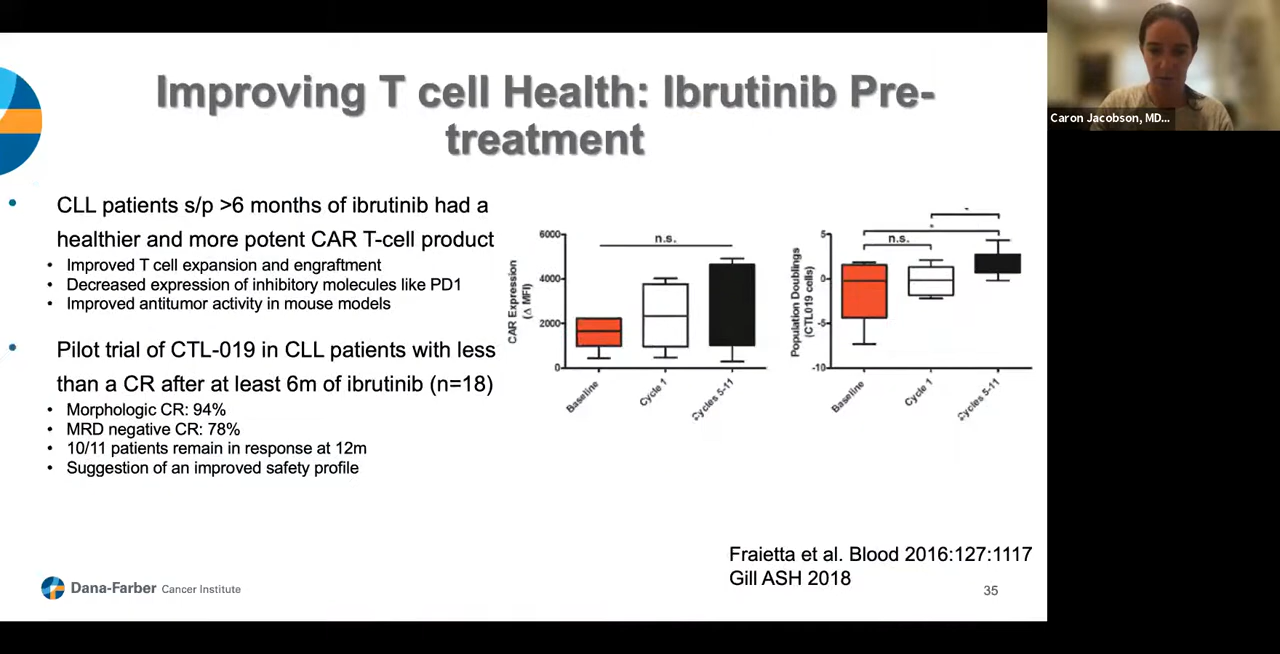 Improving T cell Health: Ibrutinib Pre-
treatment
Caron Jacobson, MD...
• CLL patients s/p >6 months of ibrutinib had a
healthier and more potent CAR T-cell product
• Improved T cell expansion and engraftment
• Decreased expression of inhibitory molecules like PD1
• Improved antitumor activity in mouse models
• Pilot trial of CTL-019 in CLL patients with less
than a CR after at least 6m of ibrutinib (n=18)
• Morphologic CR: 94%
• MRD negative CR: 78%
• 10/11 patients remain in response at 12m
• Suggestion of an improved safety profile
CAR Expression
(Δ MFI)
6000
4000
2000
0
n.s.
Baseline
Cycle 1
Cycles 5-11
Population Doublings
(CTL019 cells)
5
0
-5
-10
n.s.
Baseline
Cycle 1
Cycles 5-11
Fraietta et al. Blood 2016:127:1117
Gill ASH 2018
Dana-Farber Cancer Institute
35